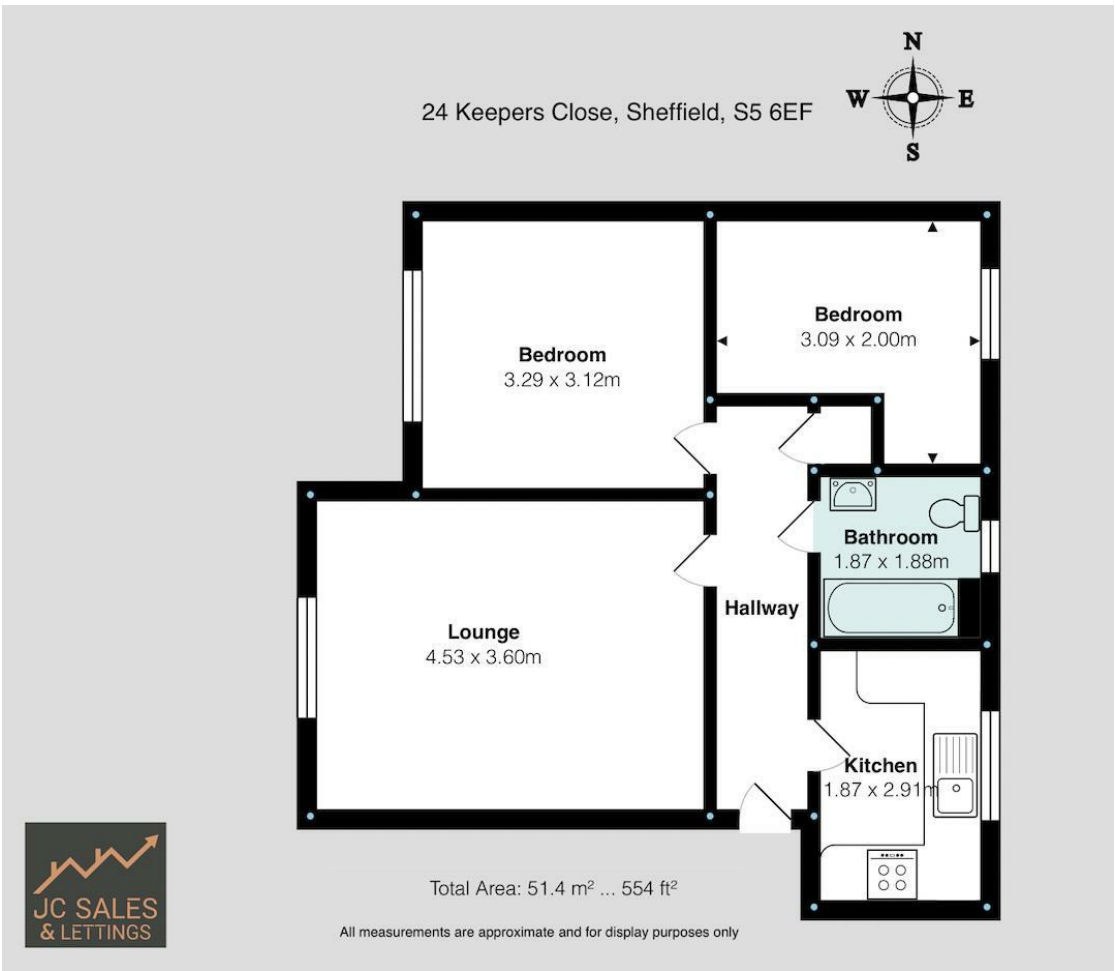 N
W E
S
24 Keepers Close, Sheffield, S5 6EF
Bedroom
3.29 x 3.12m
Bedroom
3.09 x 2.00m
Bathroom
1.87 x 1.88m
Hallway
Lounge
4.53 x 3.60m
Kitchen
1.87 x 2.91m
JC SALES
& LETTINGS
Total Area: 51.4 m² ... 554 ft²
All measurements are approximate and for display purposes only